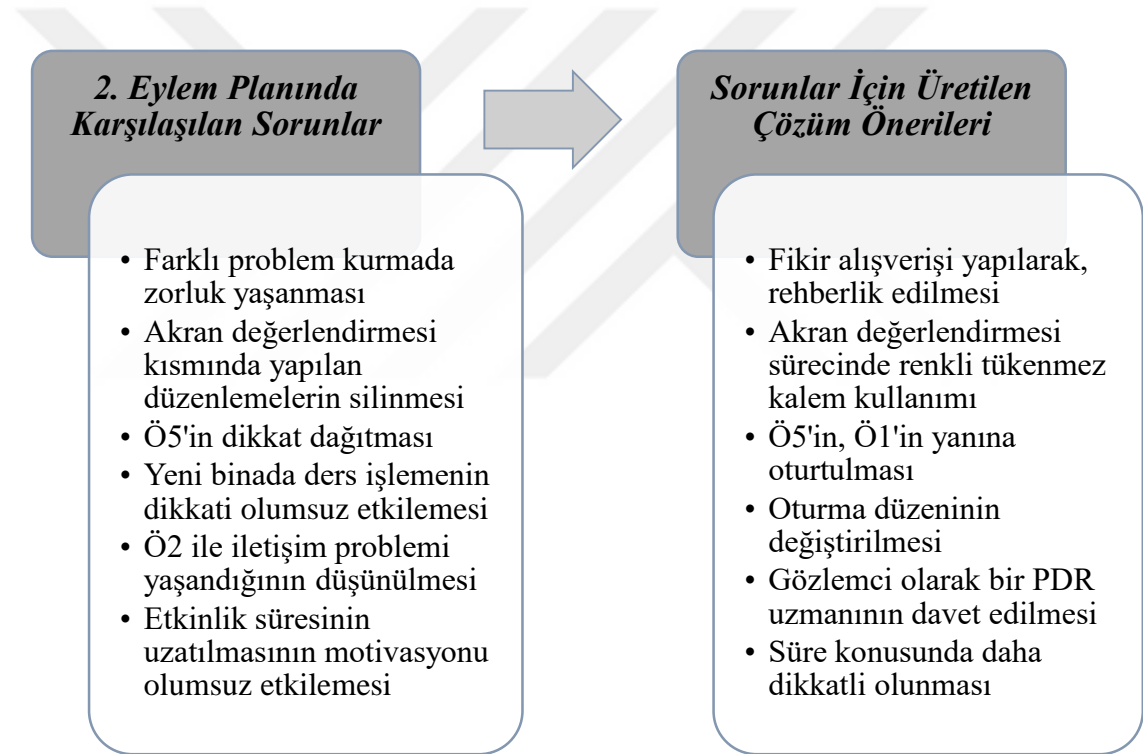 2. Eylem Planında
Karşılaşılan Sorunlar
• Farklı problem kurmada
zorluk yaşanması
• Akran değerlendirmesi
kısmında yapılan
düzenlemelerin silinmesi
• Ö5'in dikkat dağıtması
• Yeni binada ders işlemenin
dikkati olumsuz etkilemesi
• Ö2 ile iletişim problemi
yaşandığının düşünülmesi
• Etkinlik süresinin
uzatılmasının motivasyonu
olumsuz etkilemesi
Sorunlar İçin Üretilen
Çözüm Önerileri
• Fikir alışverişi yapılarak,
rehberlik edilmesi
• Akran değerlendirmesi
sürecinde renkli tükenmez
kalem kullanımı
• Ö5'in, Ö1'in yanına
oturtulması
• Oturma düzeninin
değiştirilmesi
• Gözlemci olarak bir PDR
uzmanının davet edilmesi
• Süre konusunda daha
dikkatli olunması